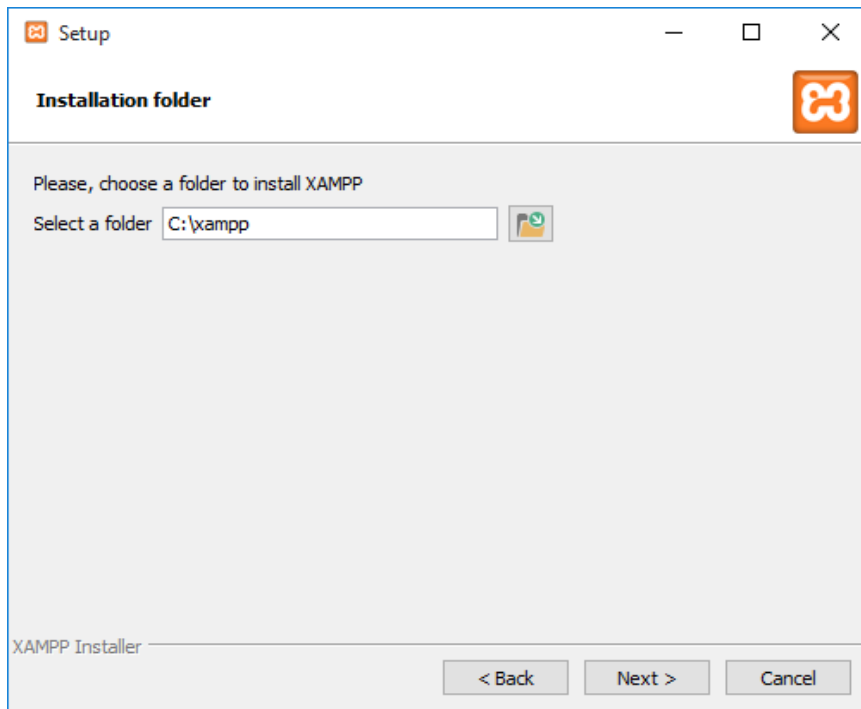 Setup
Installation folder
Please, choose a folder to install XAMPP
Select a folder C:\xampp
XAMPP Installer
< Back Next > Cancel